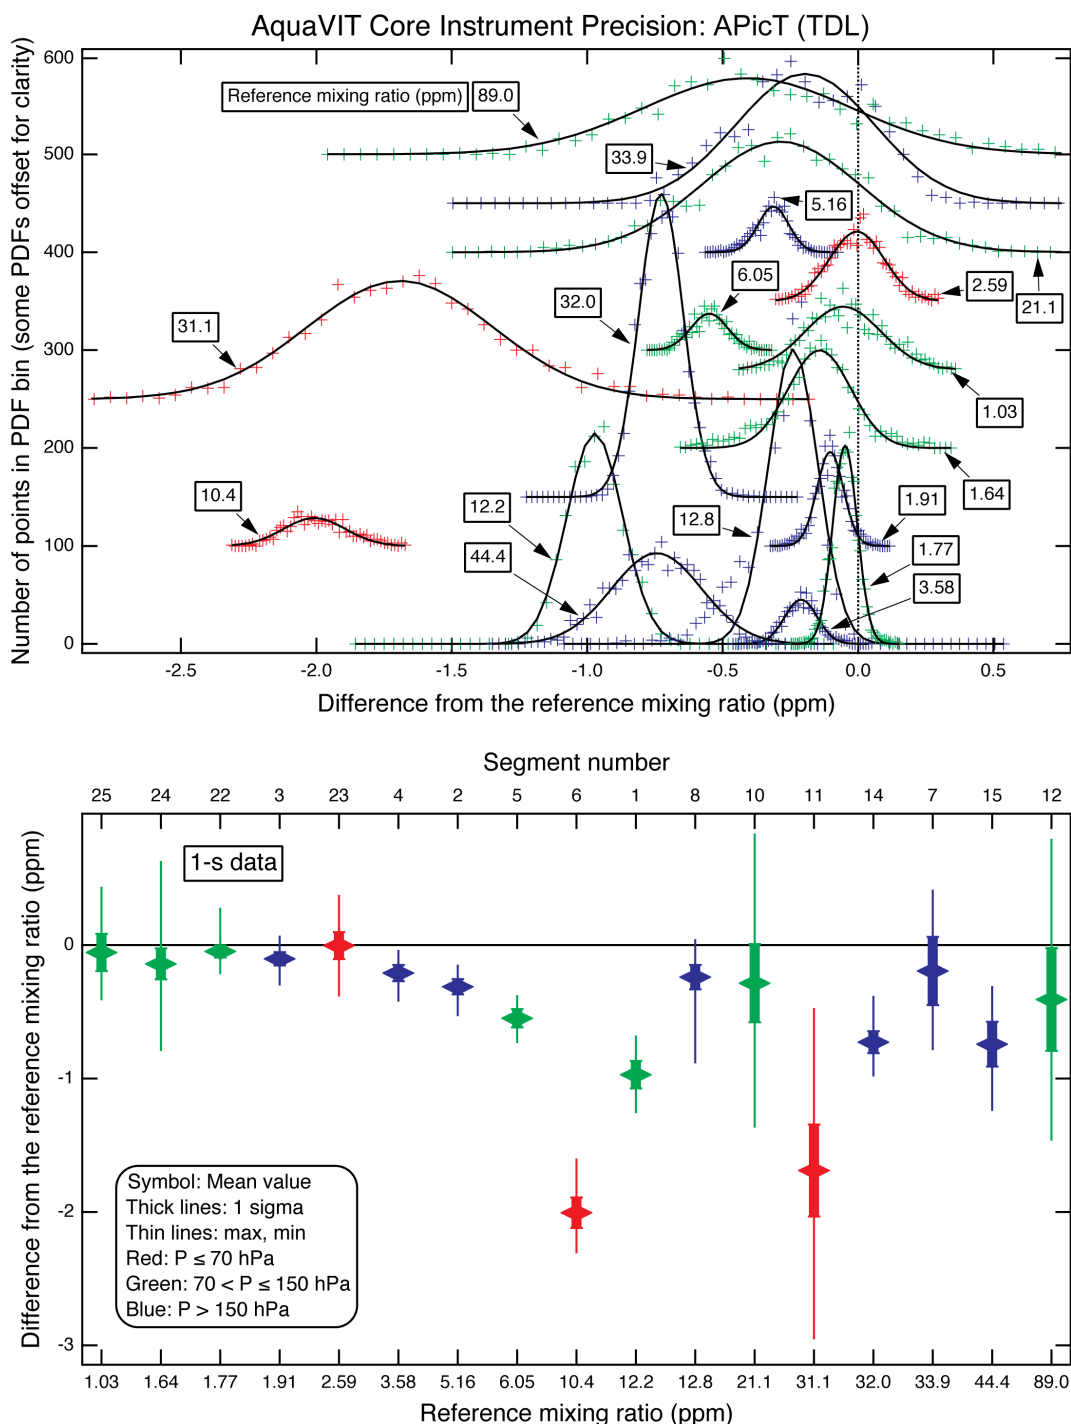 AquaVIT Core Instrument Precision: APicT (TDL)
Number of points in PDF bin (some PDFs offset for clarity)
600
500
400
300
200
100
0
Reference mixing ratio (ppm)
89.0
33.9
5.16
6.05
2.59
21.1
32.0
31.1
1.03
1.64
10.4
12.2
12.8
1.91
44.4
1.77
3.58
-2.5 -2.0 -1.5 -1.0 -0.5 0.0 0.5
Difference from the reference mixing ratio (ppm)
Segment number
25 24 22 3 23 4 2 5 6 1 8 10 11 14 7 15 12
Difference from the reference mixing ratio (ppm)
1-s data
0
-1
-2
-3
Symbol: Mean value
Thick lines: 1 sigma
Thin lines: max, min
Red: P ≤ 70 hPa
Green: 70 < P ≤ 150 hPa
Blue: P > 150 hPa
1.03 1.64 1.77 1.91 2.59 3.58 5.16 6.05 10.4 12.2 12.8 21.1 31.1 32.0 33.9 44.4 89.0
Reference mixing ratio (ppm)